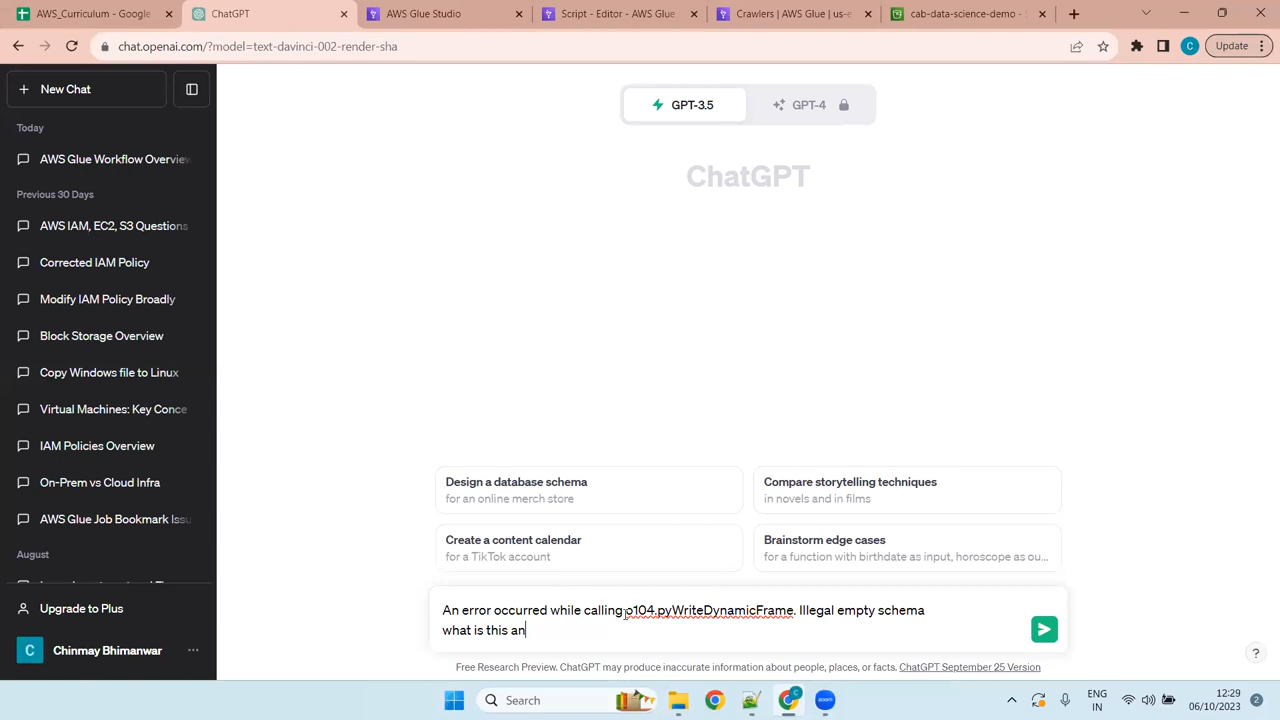 AWS Curriculum - Google
ChatGPT
AWS Glue Studio
Script - Editor - AWS Glue
Crawlers | AWS Glue | us-e
cab-data-science-demo -
chat.openai.com/?model=text-davinci-002-render-sha
Update
New Chat
Today
AWS Glue Workflow Overview
Previous 30 Days
AWS IAM, EC2, S3 Questions
Corrected IAM Policy
Modify IAM Policy Broadly
Block Storage Overview
Copy Windows file to Linux
Virtual Machines: Key Conce
IAM Policies Overview
On-Prem vs Cloud Infra
AWS Glue Job Bookmark Issu
August
Upgrade to Plus
Chinmay Bhimanwar
GPT-3.5
GPT-4
ChatGPT
Design a database schema
for an online merch store
Compare storytelling techniques
in novels and in films
Create a content calendar
for a TikTok account
Brainstorm edge cases
for a function with birthdate as input, horoscope as ou...
An error occurred while calling o104.pyWriteDynamicFrame. Illegal empty schema
what is this an
Free Research Preview. ChatGPT may produce inaccurate information about people, places, or facts. ChatGPT September 25 Version
?
Search
ENG
IN
12:29
06/10/2023
2